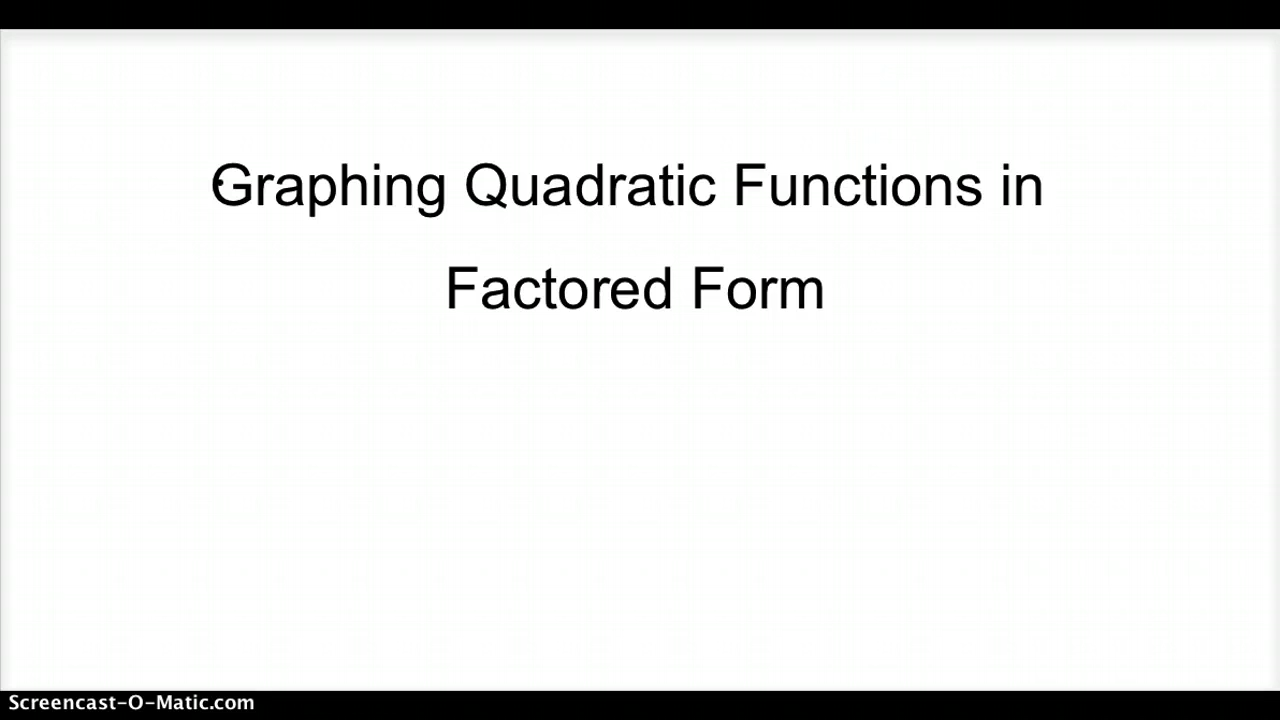 Graphing Quadratic Functions in
Factored Form
Screencast-O-Matic.com